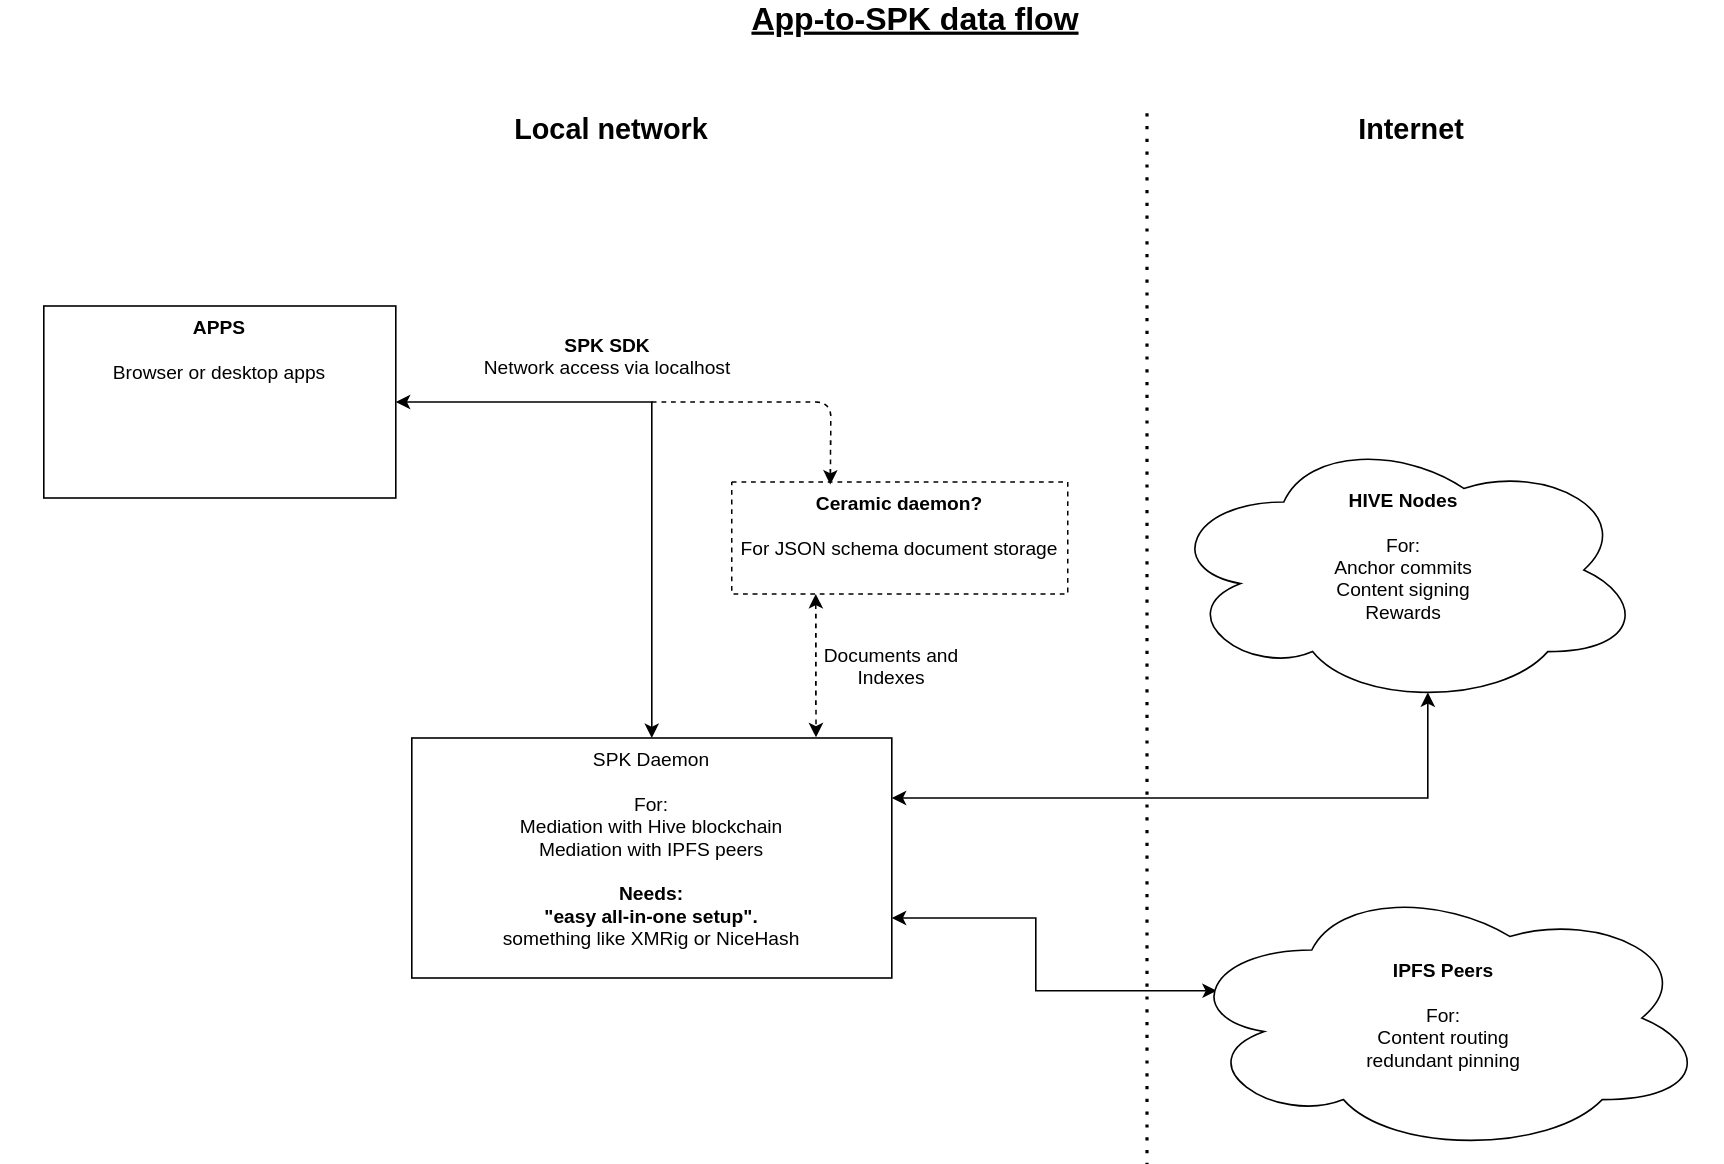 App-to-SPK data flow
Local network
Internet
APPS
Browser or desktop apps
SPK SDK
Network access via localhost
Ceramic daemon?
For JSON schema document storage
Documents and
Indexes
SPK Daemon
For:
Mediation with Hive blockchain
Mediation with IPFS peers
Needs:
"easy all-in-one setup".
something like XMRig or NiceHash
HIVE Nodes
For:
Anchor commits
Content signing
Rewards
IPFS Peers
For:
Content routing
redundant pinning